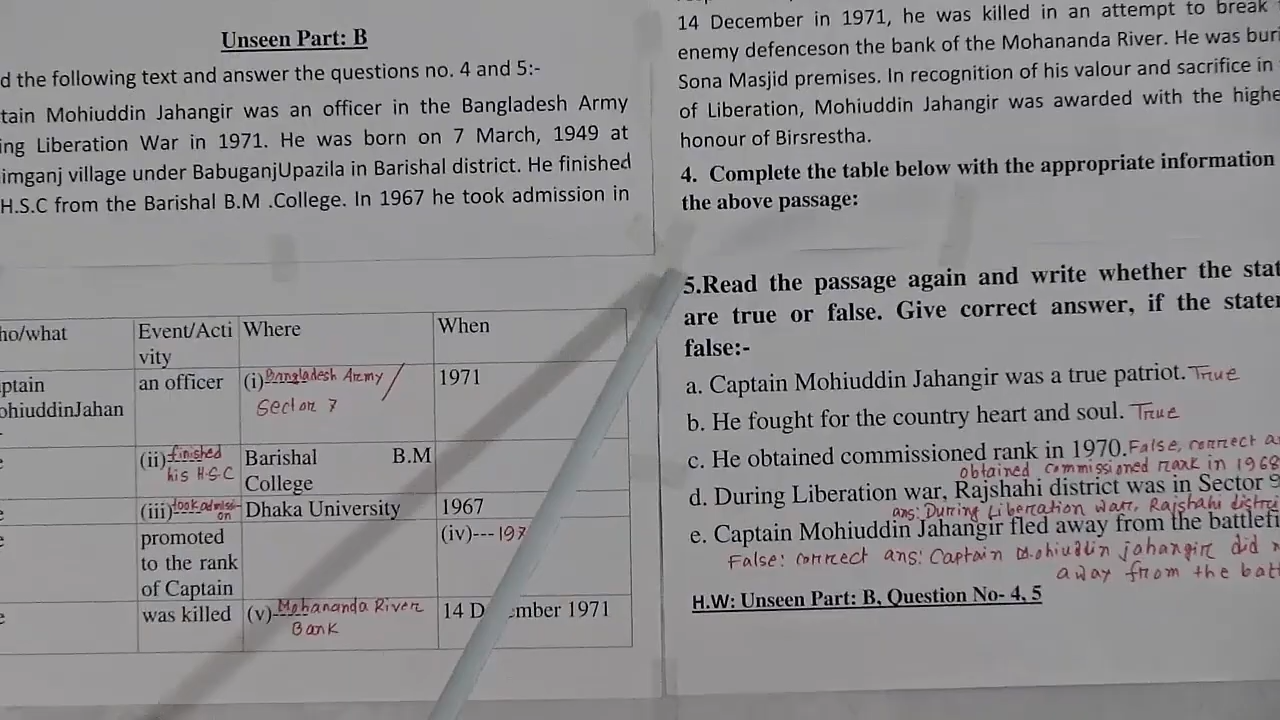 Unseen Part: B
d the following text and answer the questions no. 4 and 5:-
tain Mohiuddin Jahangir was an officer in the Bangladesh Army
ing Liberation War in 1971. He was born on 7 March, 1949 at
imganj village under BabuganjUpazila in Barishal district. He finished
H.S.C from the Barishal B.M .College. In 1967 he took admission in
ho/what Event/Acti Where When
vity
ptain an officer (i) Bangladesh Army / 1971
ohiuddinJahan Sector 7
e (ii) finished Barishal B.M
his H.S.C College
e (iii) took admissi- Dhaka University 1967
on
e promoted (iv)---197
to the rank
of Captain
e was killed (v) Mohananda River 14 D mber 1971
Bank
14 December in 1971, he was killed in an attempt to break
enemy defenceson the bank of the Mohananda River. He was buri
Sona Masjid premises. In recognition of his valour and sacrifice in
of Liberation, Mohiuddin Jahangir was awarded with the highe
honour of Birsrestha.
4. Complete the table below with the appropriate information
the above passage:
5.Read the passage again and write whether the stat
are true or false. Give correct answer, if the state
false:-
a. Captain Mohiuddin Jahangir was a true patriot. True
b. He fought for the country heart and soul. True
c. He obtained commissioned rank in 1970. False, correct a
obtained commissioned rank in 1968
d. During Liberation war, Rajshahi district was in Sector 9
ans: During Liberation war, Rajshahi distri
e. Captain Mohiuddin Jahangir fled away from the battlefi
False: correct ans: Captain Mohiuddin jahangir did
away from the batt
H.W: Unseen Part: B, Question No- 4, 5